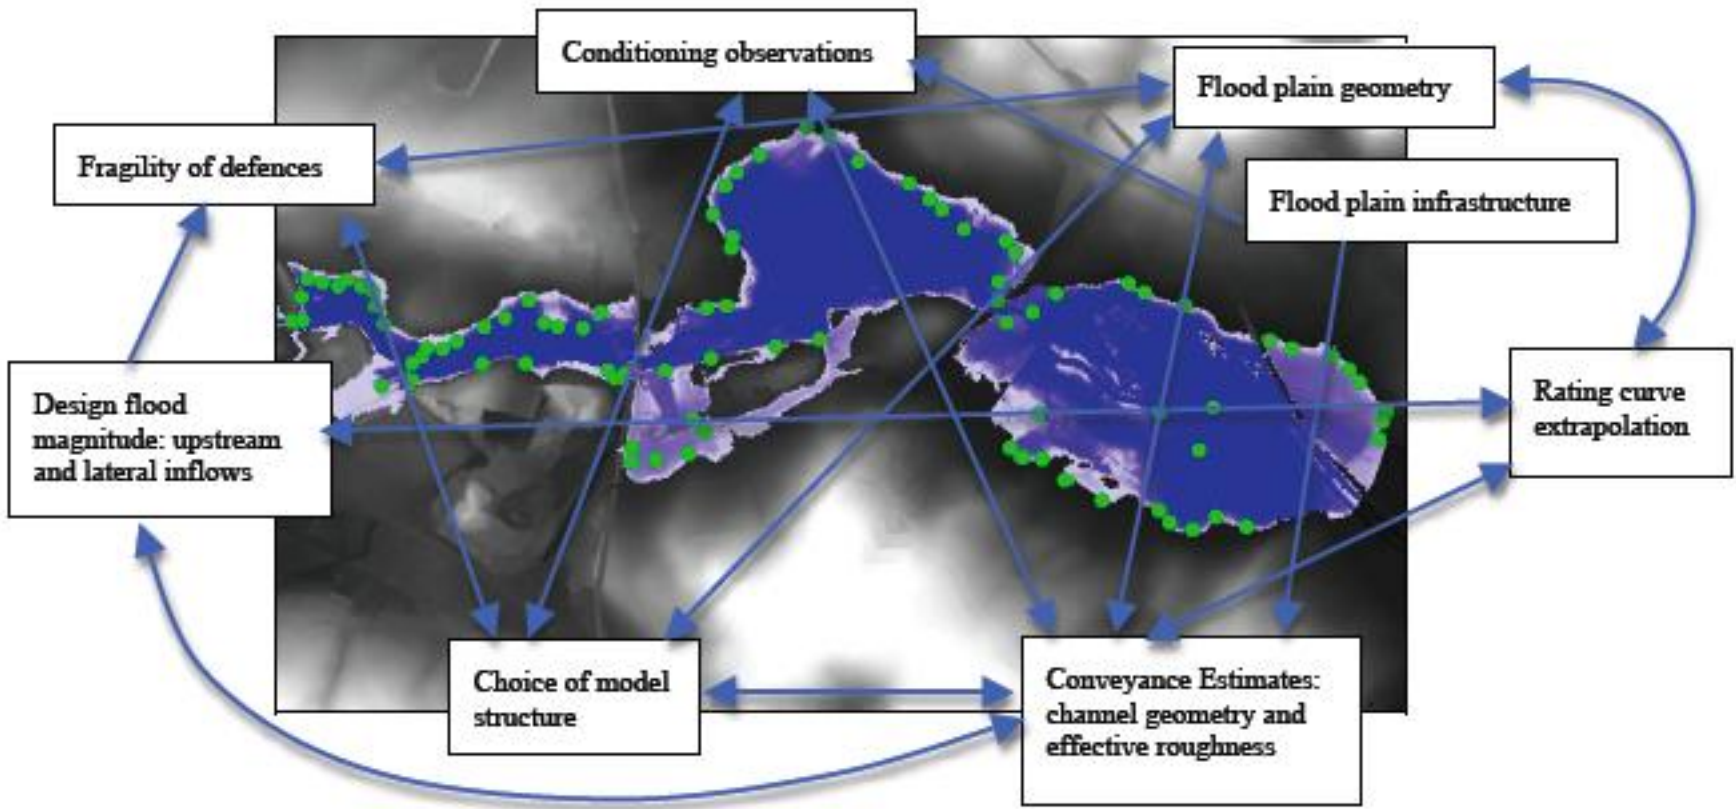 Conditioning observations
Flood plain geometry
Fragility of defences
Flood plain infrastructure
Design flood
magnitude: upstream
and lateral inflows
Rating curve
extrapolation
Choice of model
structure
Conveyance Estimates:
channel geometry and
effective roughness